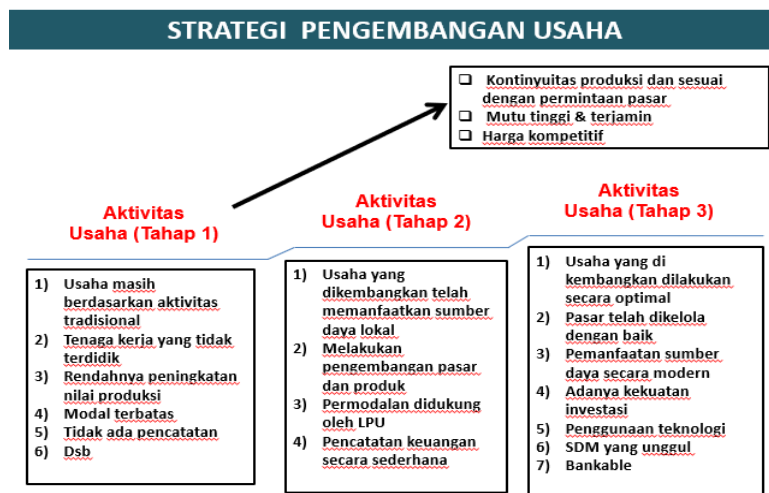 STRATEGI PENGEMBANGAN USAHA
Kontinyuitas produksi dan sesuai
dengan permintaan pasar
Mutu tinggi & terjamin
Harga kompetitif
Aktivitas
Usaha (Tahap 1)
1) Usaha masih
berdasarkan aktivitas
tradisional
2) Tenaga kerja yang tidak
terdidik
3) Rendahnya peningkatan
nilai produksi
4) Modal terbatas
5) Tidak ada pencatatan
6) Dsb
Aktivitas
Usaha (Tahap 2)
1) Usaha yang
dikembangkan telah
memanfaatkan sumber
daya lokal
2) Melakukan
pengembangan pasar
dan produk
3) Permodalan didukung
oleh LPU
4) Pencatatan keuangan
secara sederhana
Aktivitas
Usaha (Tahap 3)
1) Usaha yang di
kembangkan dilakukan
secara optimal
2) Pasar telah dikelola
dengan baik
3) Pemanfaatan sumber
daya secara modern
4) Adanya kekuatan
investasi
5) Penggunaan teknologi
6) SDM yang unggul
7) Bankable